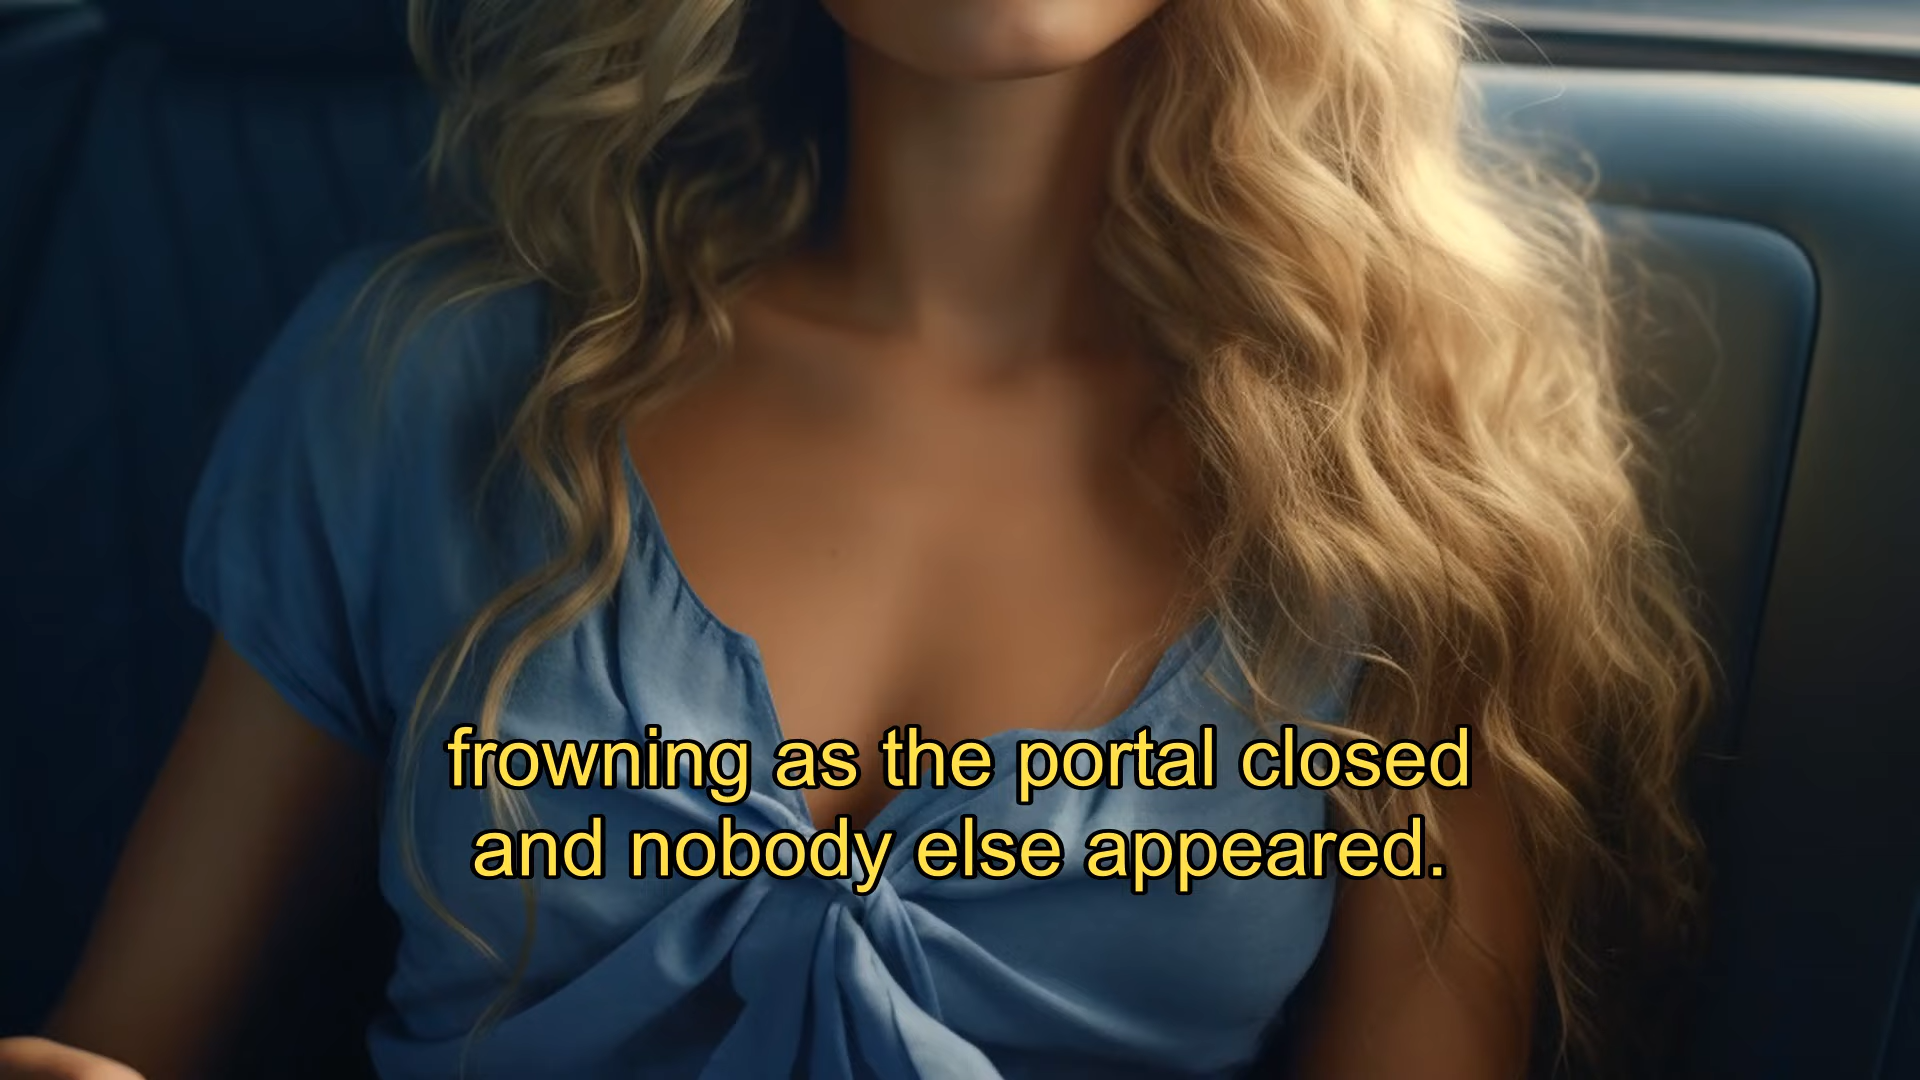 frowning as the portal closed
and nobody else appeared.